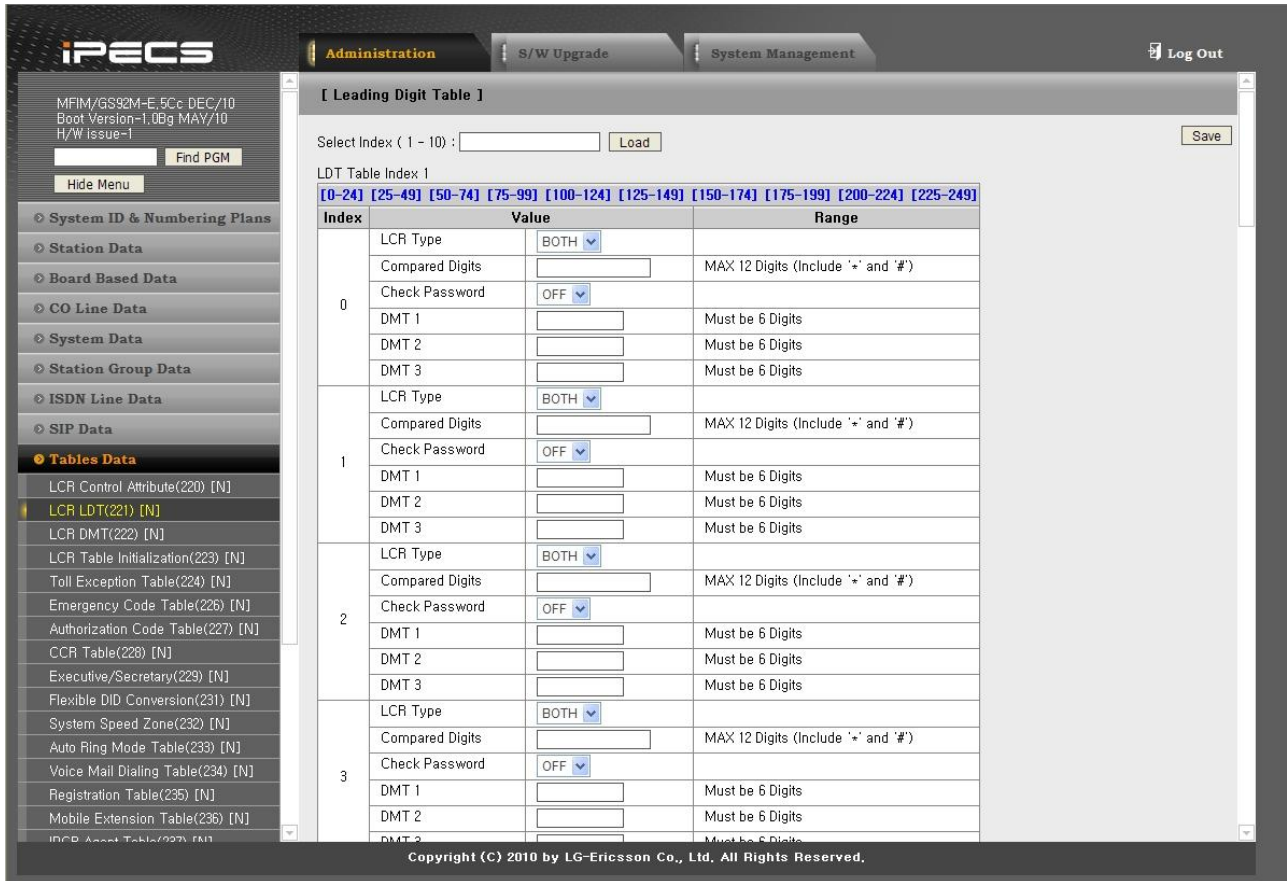 iPECS
Administration
S/W Upgrade
System Management
Log Out
MFIM/GS92M-E,5Cc DEC/10
Boot Version-1,0Bg MAY/10
H/W issue-1
Find PGM
Hide Menu
System ID & Numbering Plans
Station Data
Board Based Data
CO Line Data
System Data
Station Group Data
ISDN Line Data
SIP Data
Tables Data
LCR Control Attribute(220) [N]
LCR LDT(221) [N]
LCR DMT(222) [N]
LCR Table Initialization(223) [N]
Toll Exception Table(224) [N]
Emergency Code Table(226) [N]
Authorization Code Table(227) [N]
CCR Table(228) [N]
Executive/Secretary(229) [N]
Flexible DID Conversion(231) [N]
System Speed Zone(232) [N]
Auto Ring Mode Table(233) [N]
Voice Mail Dialing Table(234) [N]
Registration Table(235) [N]
Mobile Extension Table(236) [N]
[ Leading Digit Table ]
Select Index ( 1 - 10) : Load
Save
LDT Table Index 1
[0-24] [25-49] [50-74] [75-99] [100-124] [125-149] [150-174] [175-199] [200-224] [225-249]
Index Value Range
0
LCR Type BOTH
Compared Digits MAX 12 Digits (Include '*' and '#')
Check Password OFF
DMT 1 Must be 6 Digits
DMT 2 Must be 6 Digits
DMT 3 Must be 6 Digits
1
LCR Type BOTH
Compared Digits MAX 12 Digits (Include '*' and '#')
Check Password OFF
DMT 1 Must be 6 Digits
DMT 2 Must be 6 Digits
DMT 3 Must be 6 Digits
2
LCR Type BOTH
Compared Digits MAX 12 Digits (Include '*' and '#')
Check Password OFF
DMT 1 Must be 6 Digits
DMT 2 Must be 6 Digits
DMT 3 Must be 6 Digits
3
LCR Type BOTH
Compared Digits MAX 12 Digits (Include '*' and '#')
Check Password OFF
DMT 1 Must be 6 Digits
DMT 2 Must be 6 Digits
Copyright (C) 2010 by LG-Ericsson Co., Ltd. All Rights Reserved.